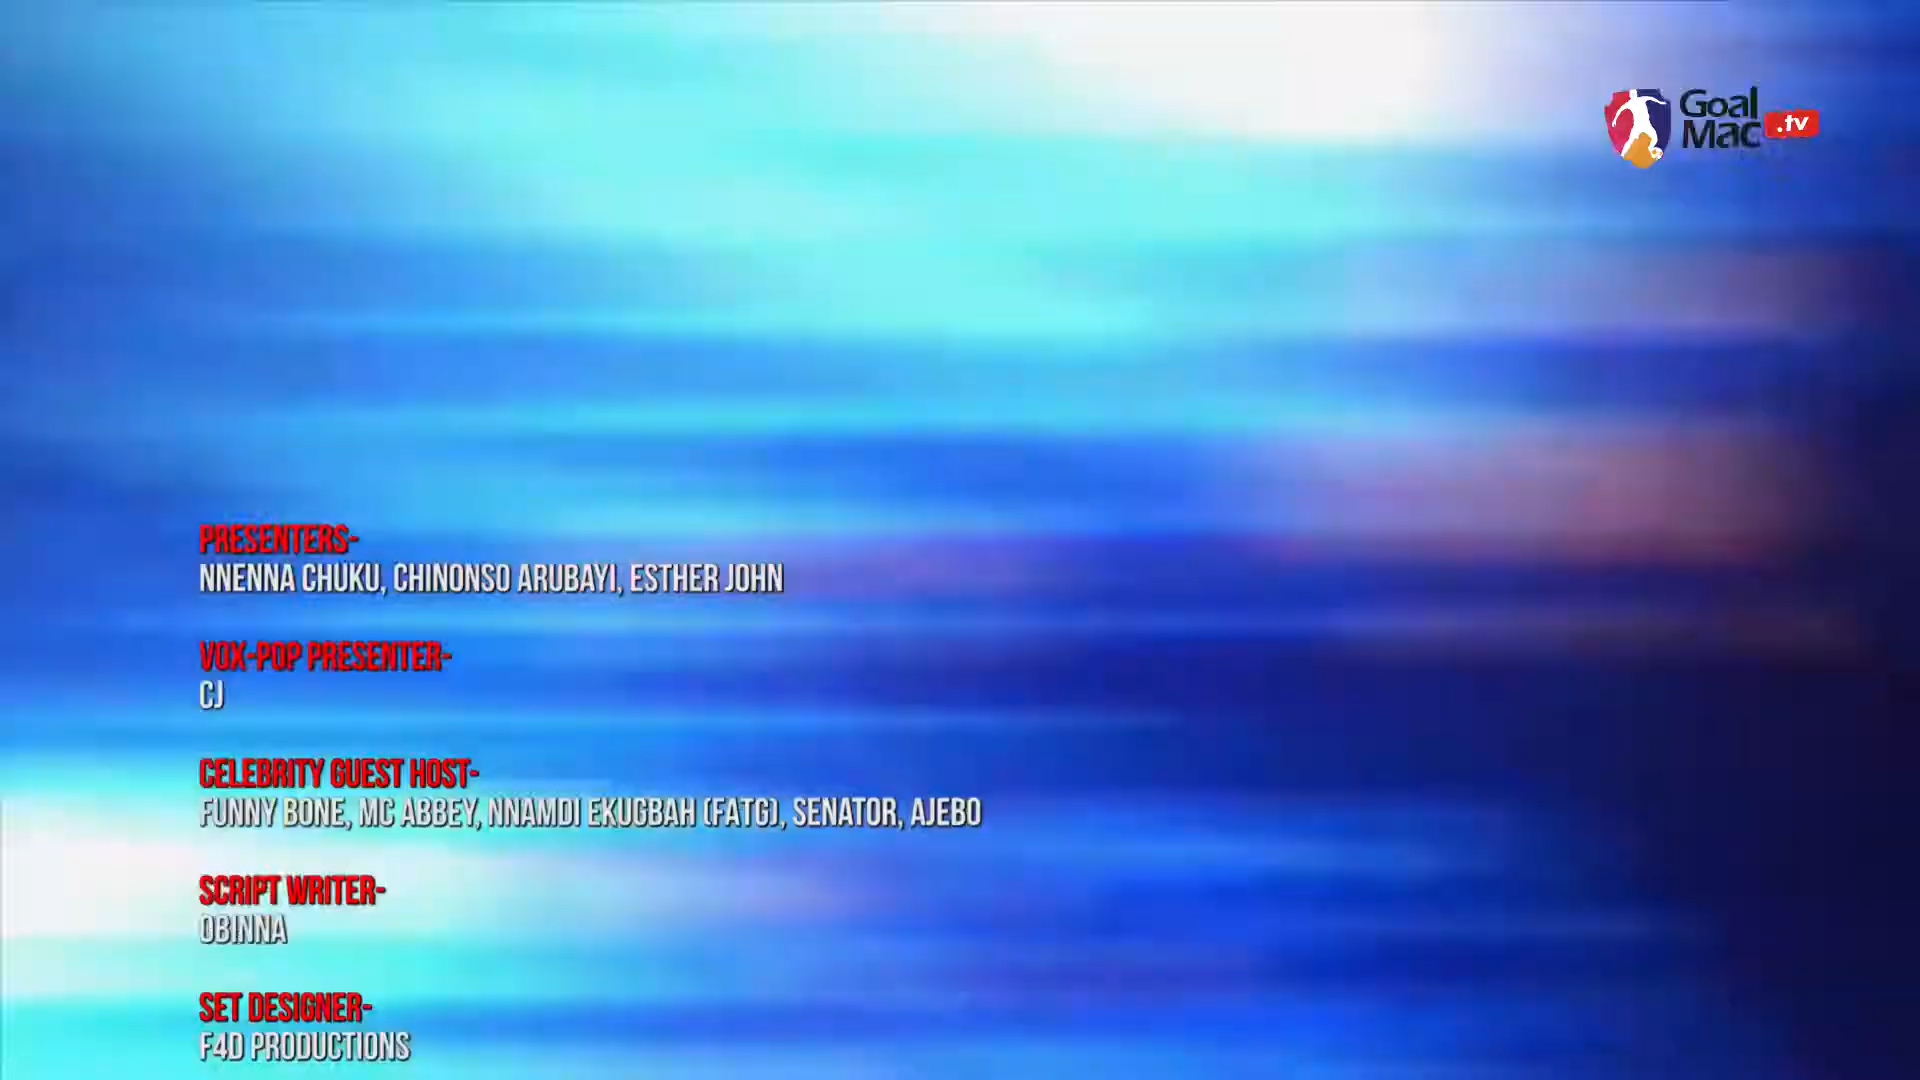 Goal
Mac .tv
PRESENTERS-
NNENNA CHUKU, CHINONSO ARUBAYI, ESTHER JOHN
VOX-POP PRESENTER-
CJ
CELEBRITY GUEST HOST-
FUNNY BONE, MC ABBEY, NNAMDI EKUGBAH (FATG), SENATOR, AJEBO
SCRIPT WRITER-
OBINNA
SET DESIGNER-
F4D PRODUCTIONS